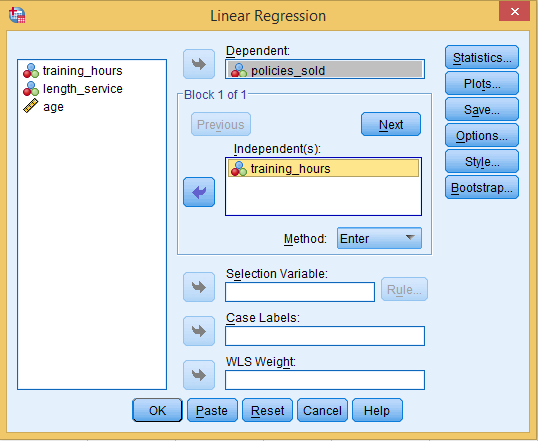 Linear Regression
training_hours
length_service
age
Dependent:
policies_sold
Block 1 of 1
Previous
Next
Independent(s):
training_hours
Method:
Enter
Selection Variable:
Rule...
Case Labels:
WLS Weight:
Statistics...
Plots...
Save...
Options...
Style...
Bootstrap...
OK
Paste
Reset
Cancel
Help